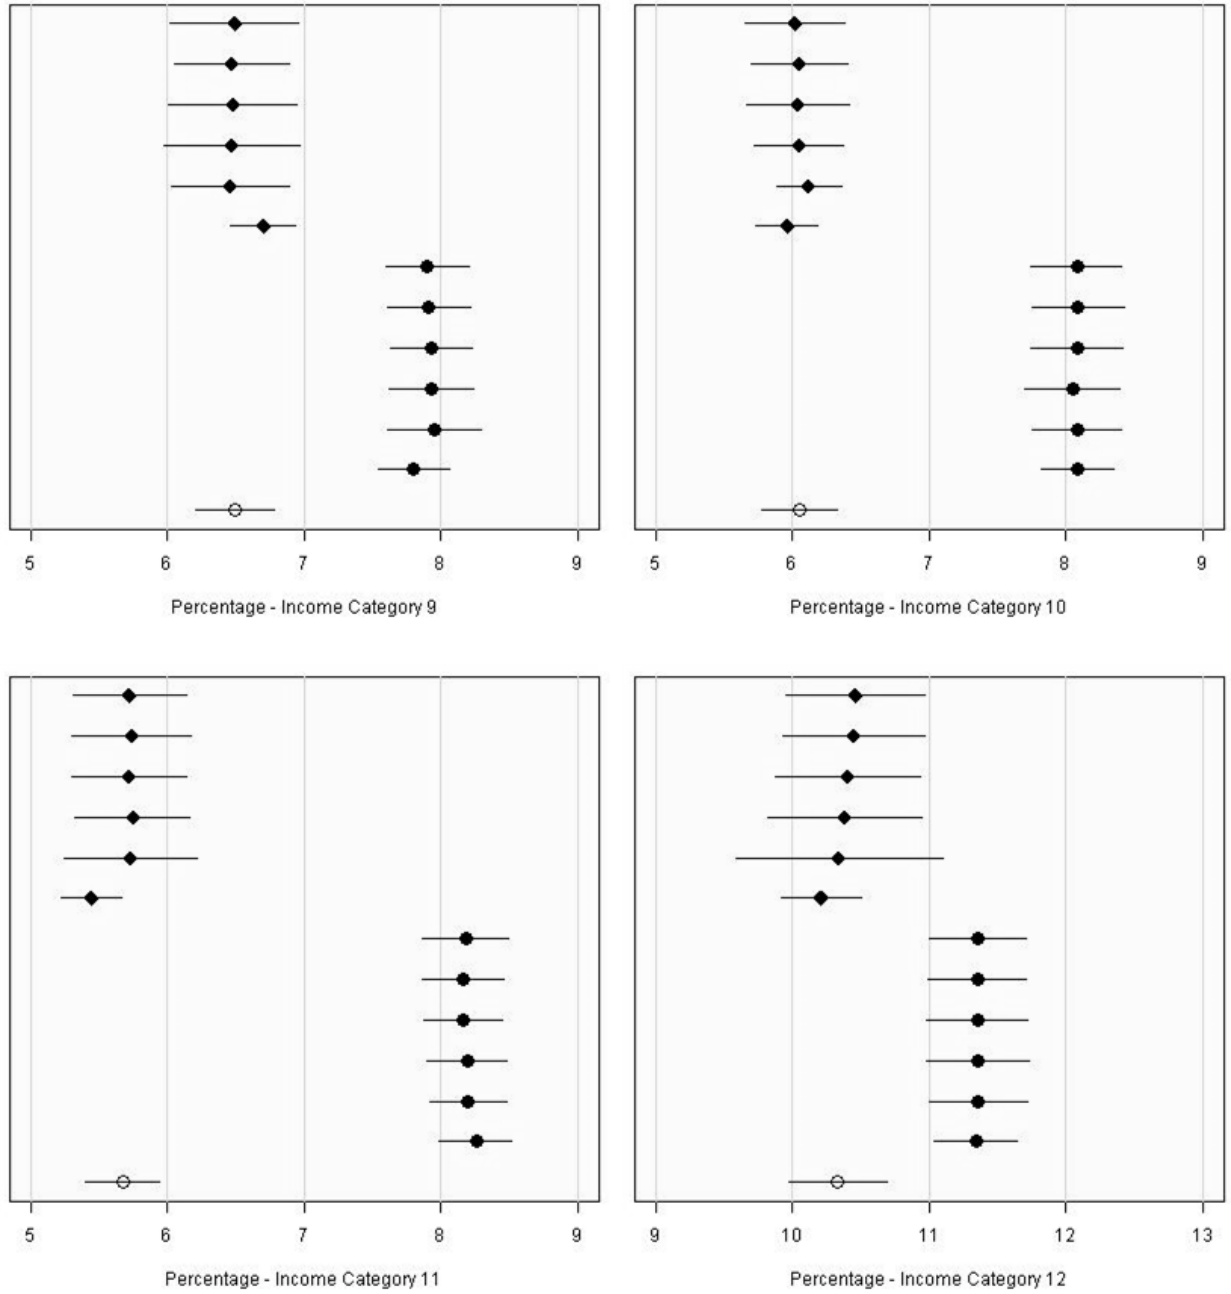 5 6 7 8 9
Percentage - Income Category 9
5 6 7 8 9
Percentage - Income Category 10
5 6 7 8 9
Percentage - Income Category 11
9 10 11 12 13
Percentage - Income Category 12